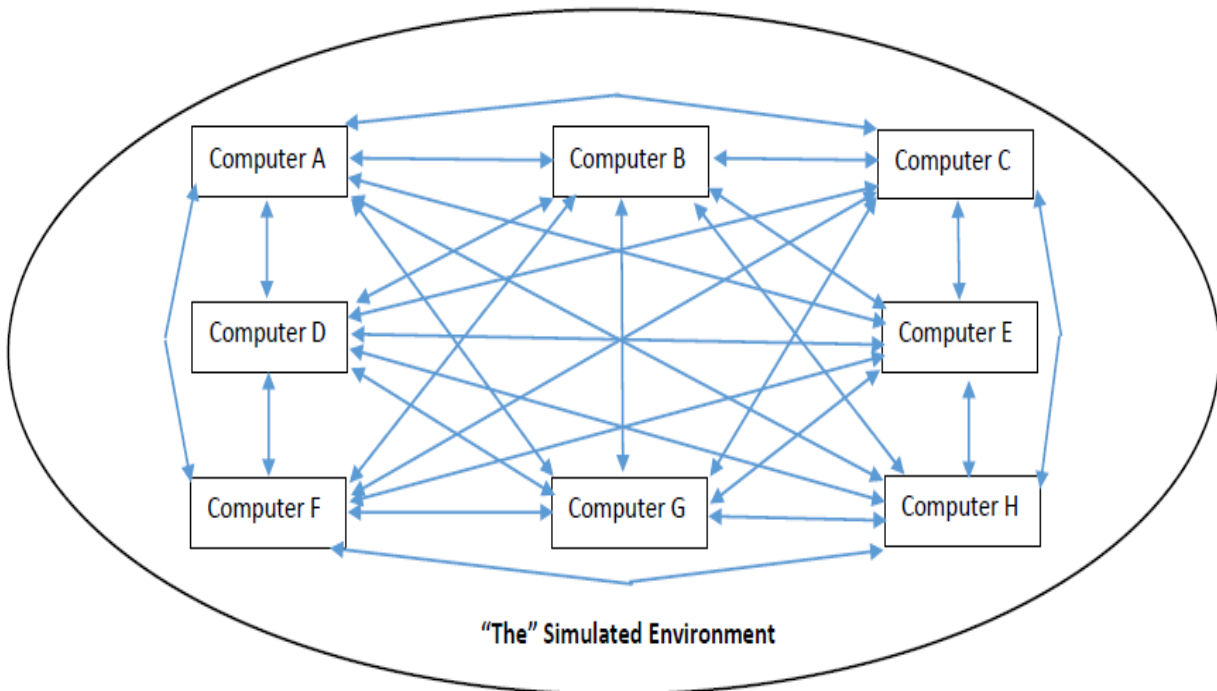 Computer A
Computer B
Computer C
Computer D
Computer E
Computer F
Computer G
Computer H
“The” Simulated Environment